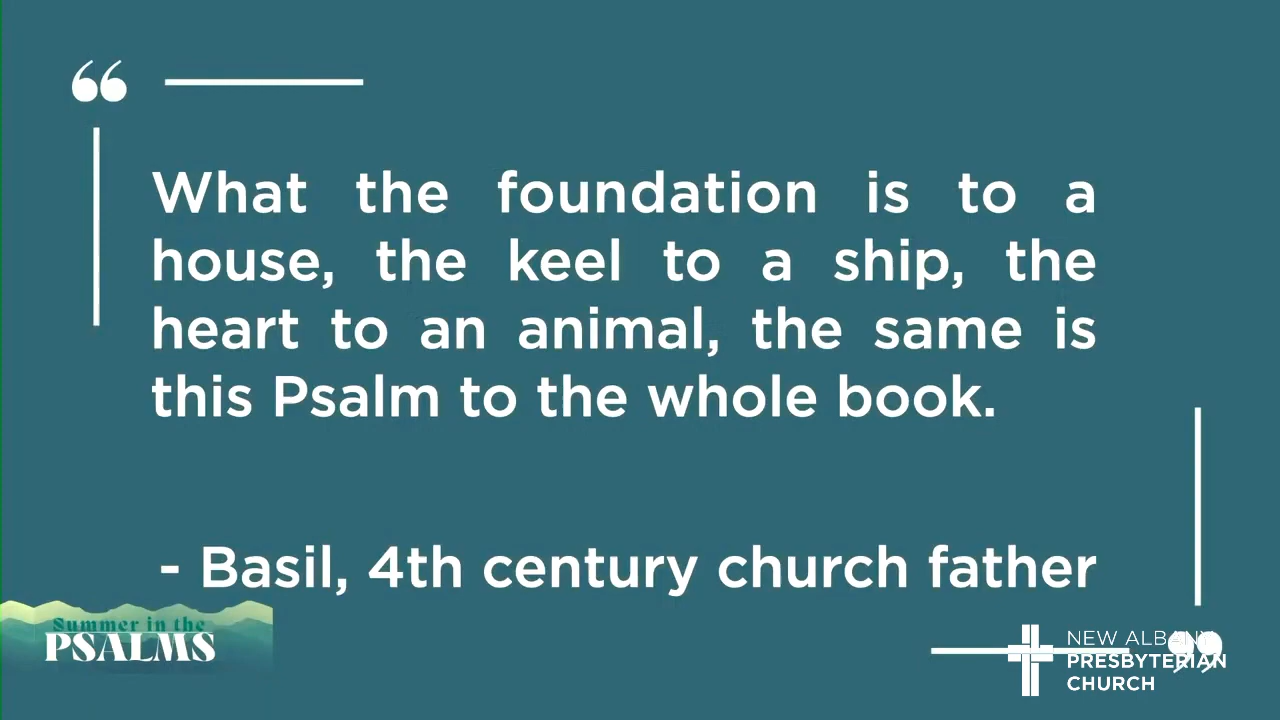 “
What the foundation is to a
house, the keel to a ship, the
heart to an animal, the same is
this Psalm to the whole book.
- Basil, 4th century church father
Summer in the
PSALMS
NEW ALBANY
PRESBYTERIAN
CHURCH
”